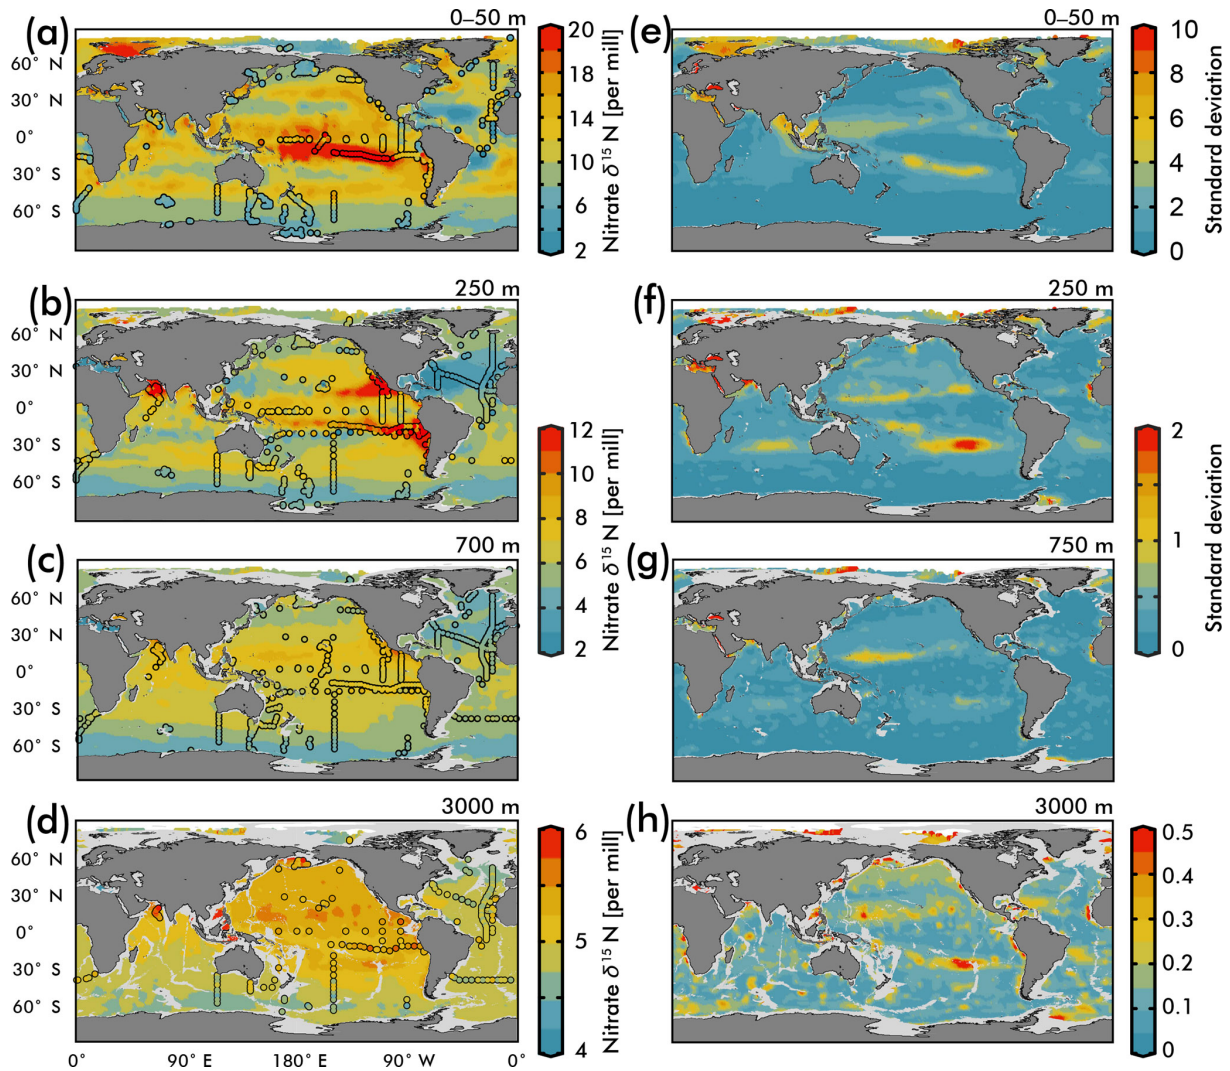 (a)
0–50 m
60° N
30° N
0°
30° S
60° S
20
18
14
10
6
2
Nitrate δ¹⁵ N [per mill]
(e)
0–50 m
10
8
6
4
2
0
Standard deviation
(b)
250 m
60° N
30° N
0°
30° S
60° S
(f)
250 m
(c)
700 m
60° N
30° N
0°
30° S
60° S
12
10
8
6
4
2
Nitrate δ¹⁵ N [per mill]
(g)
750 m
2
1
0
Standard deviation
(d)
3000 m
60° N
30° N
0°
30° S
60° S
0°
90° E
180° E
90° W
0°
6
5
4
Nitrate δ¹⁵ N [per mill]
(h)
3000 m
0.5
0.4
0.3
0.2
0.1
0